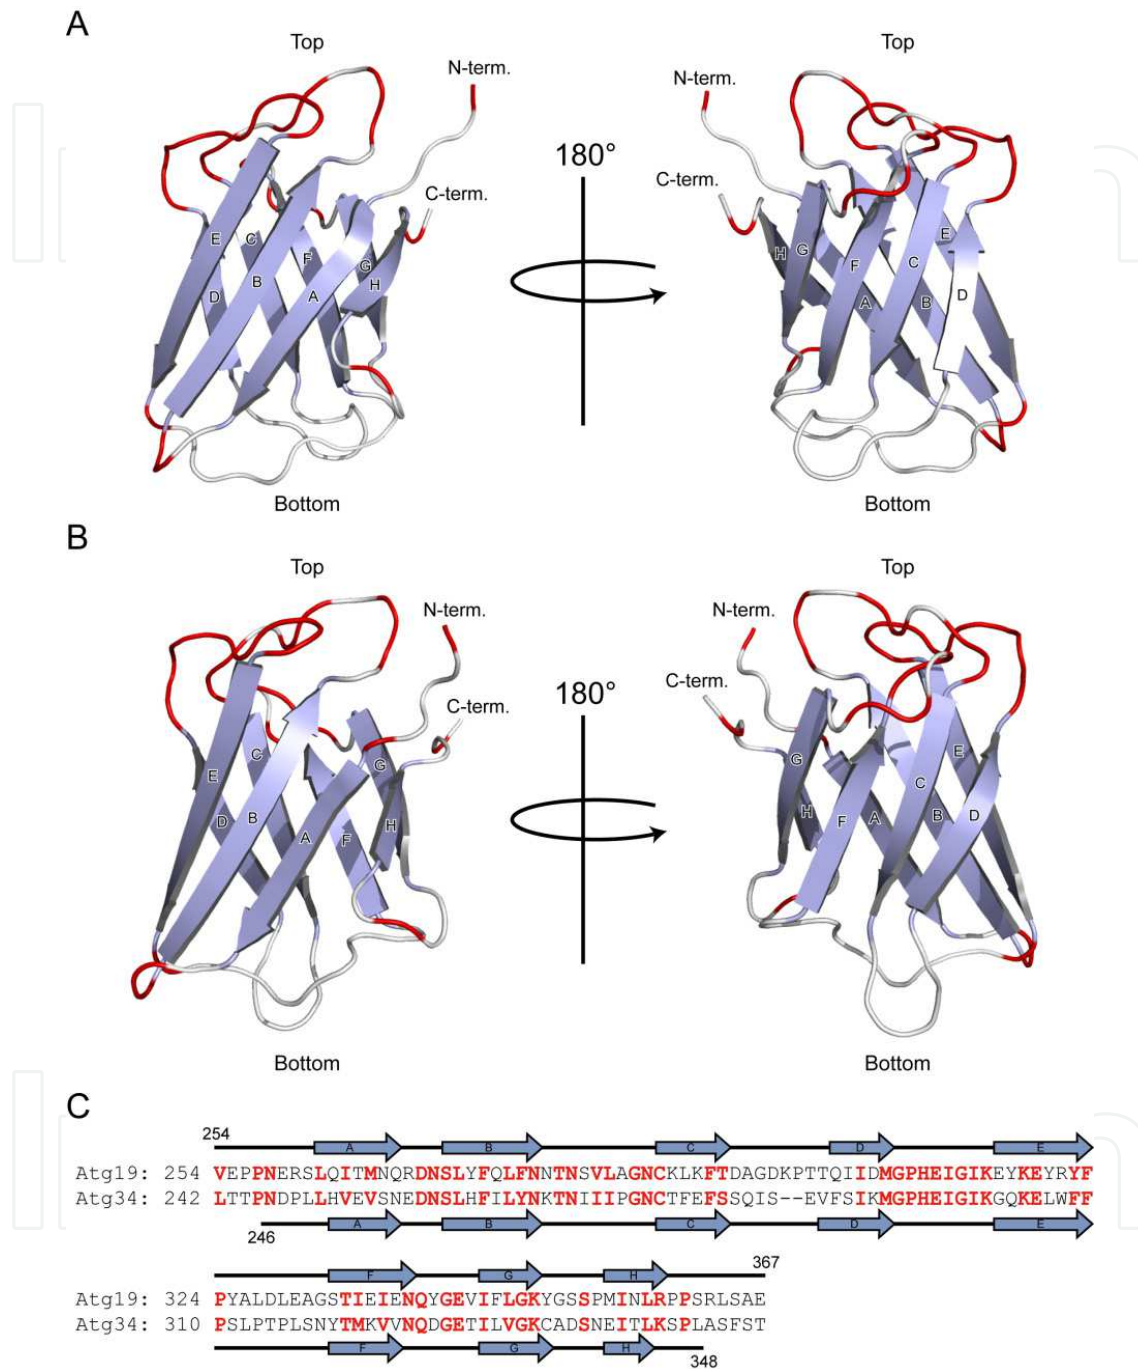 A
Top
Top
N-term.
N-term.
180°
C-term.
C-term.
E
C
B
F
G
H
D
A
H
G
F
C
E
A
B
D
Bottom
Bottom
B
Top
Top
N-term.
N-term.
C-term.
180°
C-term.
E
C
G
D
B
A
F
H
G
E
C
H
F
A
B
D
Bottom
Bottom
C
254
A B C D E
Atg19: 254 VEPPNERSLQITMNQRDNSLYFQLFNNTNSVLAGNCKLKFTDAGDKPTTQIIDMGPHEIGIKEYKEYRYFF
Atg34: 242 LTTPNDPLLHVEVSNEDNSLHFILYNKTNIIIPGNCTFEFSSQIS--EVFSIKMGPHEIGIKGQKELWFF
A B C D E
246
367
F G H
Atg19: 324 PYALDLEAGSTIEIENQYGEVIFLGKYGSSPMINLRPPSRLSAE
Atg34: 310 PSLPTPLSNYTMKVVNQDGETILVGKCADSNEITLKSPLASFST
F G H
348